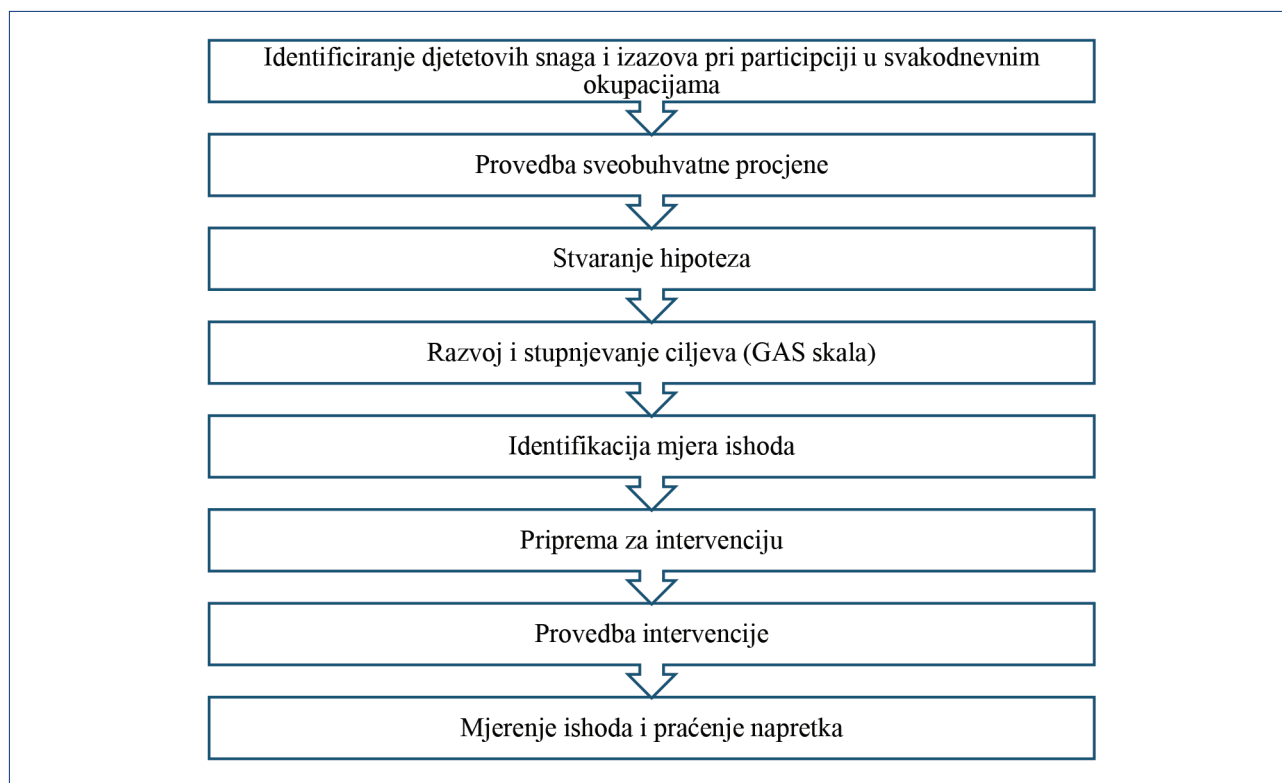 Identificiranje djetetovih snaga i izazova pri participciji u svakodnevnim
okupacijama
Provedba sveobuhvatne procjene
Stvaranje hipoteza
Razvoj i stupnjevanje ciljeva (GAS skala)
Identifikacija mjera ishoda
Priprema za intervenciju
Provedba intervencije
Mjerenje ishoda i praćenje napretka